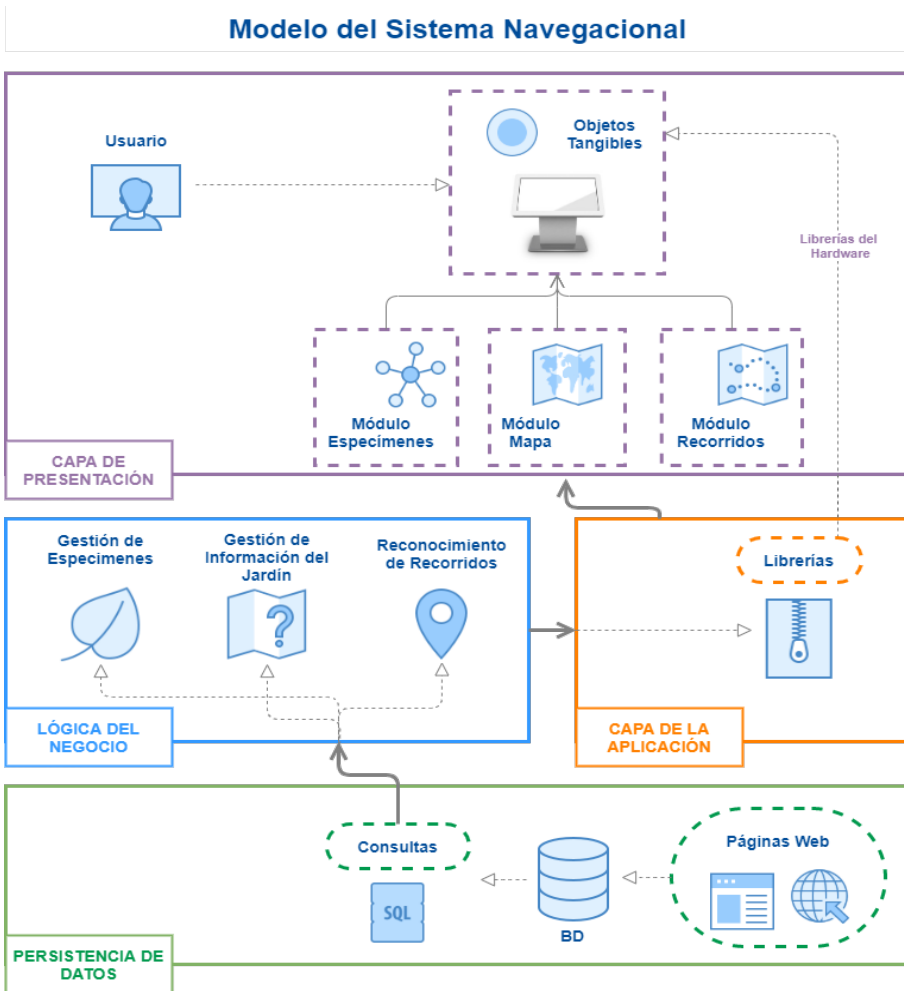 Modelo del Sistema Navegacional
Usuario
Objetos
Tangibles
Librerías del
Hardware
Módulo
Especímenes
Módulo
Mapa
Módulo
Recorridos
CAPA DE
PRESENTACIÓN
Gestión de
Especimenes
Gestión de
Información del
Jardín
Reconocimiento
de Recorridos
Librerías
LÓGICA DEL
NEGOCIO
CAPA DE LA
APLICACIÓN
Consultas
SQL
BD
Páginas Web
PERSISTENCIA DE
DATOS